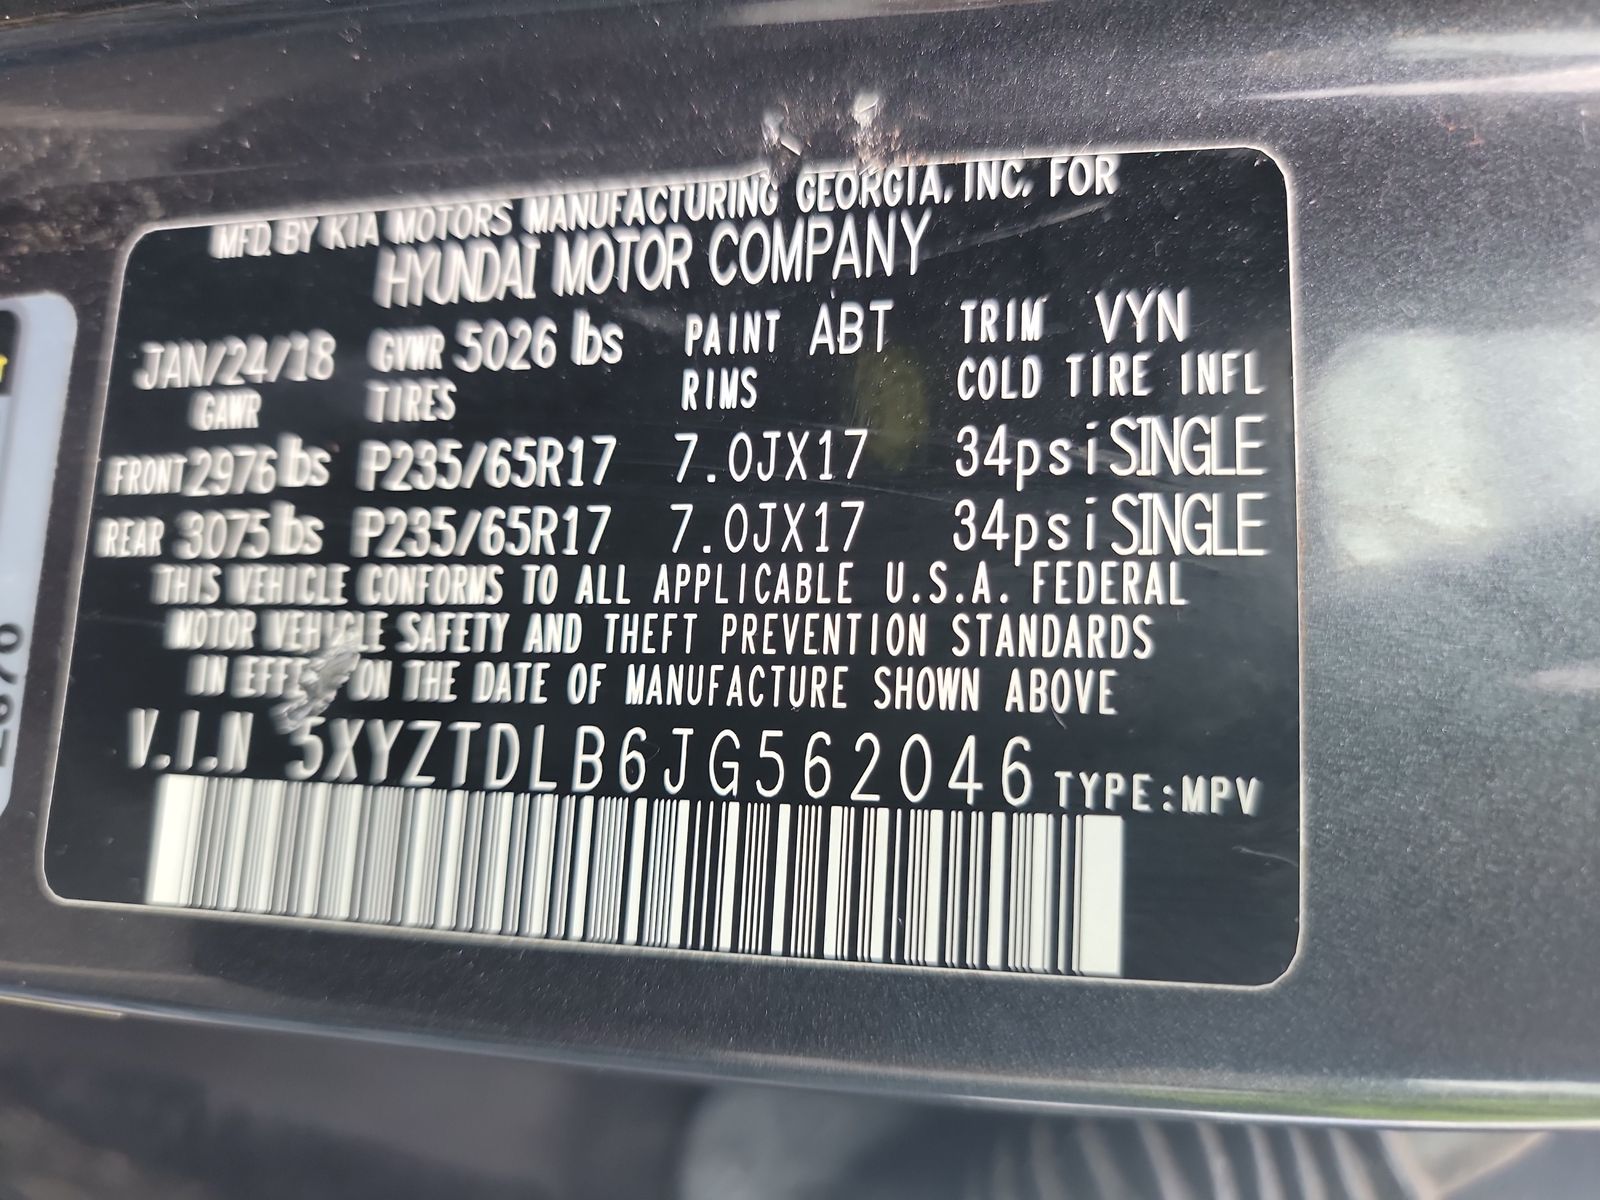 MFD. BY KIA MOTORS MANUFACTURING GEORGIA, INC. FOR
HYUNDAI MOTOR COMPANY
JAN/24/18 GVWR 5026 lbs PAINT ABT TRIM VYN
GAWR TIRES RIMS COLD TIRE INFL
FRONT 2976 lbs P235/65R17 7.0JX17 34psi SINGLE
REAR 3075 lbs P235/65R17 7.0JX17 34psi SINGLE
THIS VEHICLE CONFORMS TO ALL APPLICABLE U.S.A. FEDERAL
MOTOR VEHICLE SAFETY AND THEFT PREVENTION STANDARDS
IN EFFECT ON THE DATE OF MANUFACTURE SHOWN ABOVE
V.I.N 5XYZTDLB6JG562046 TYPE:MPV